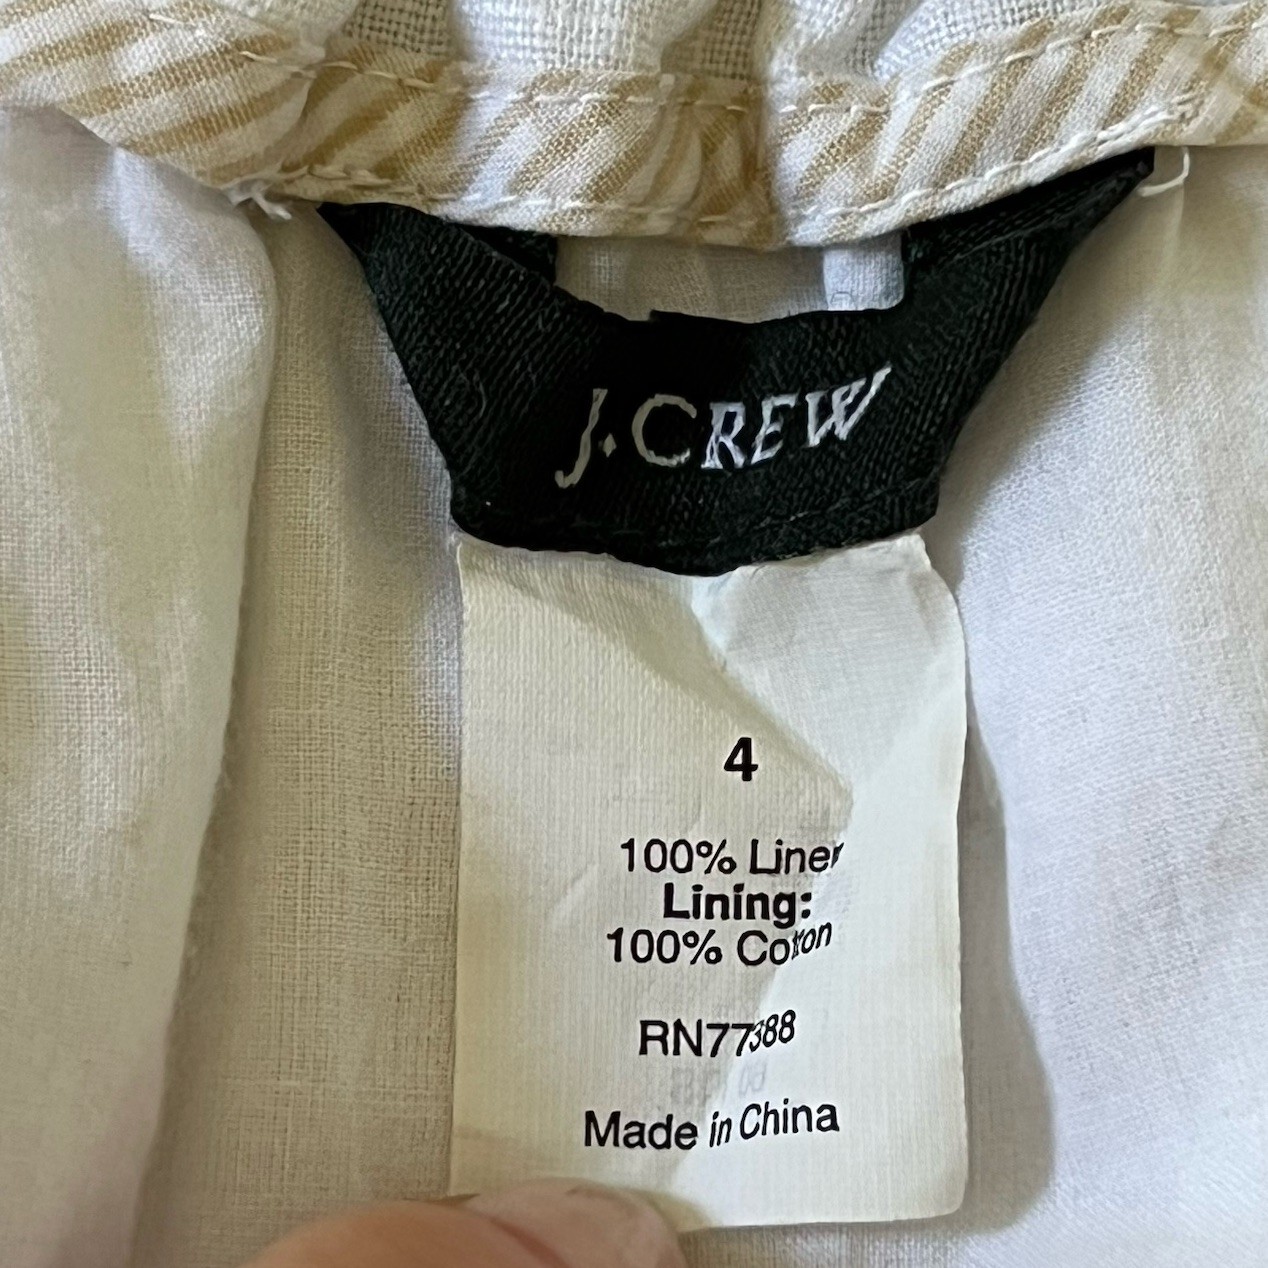 J.CREW
4
100% Linen
Lining:
100% Cotton
RN77388
Made in China